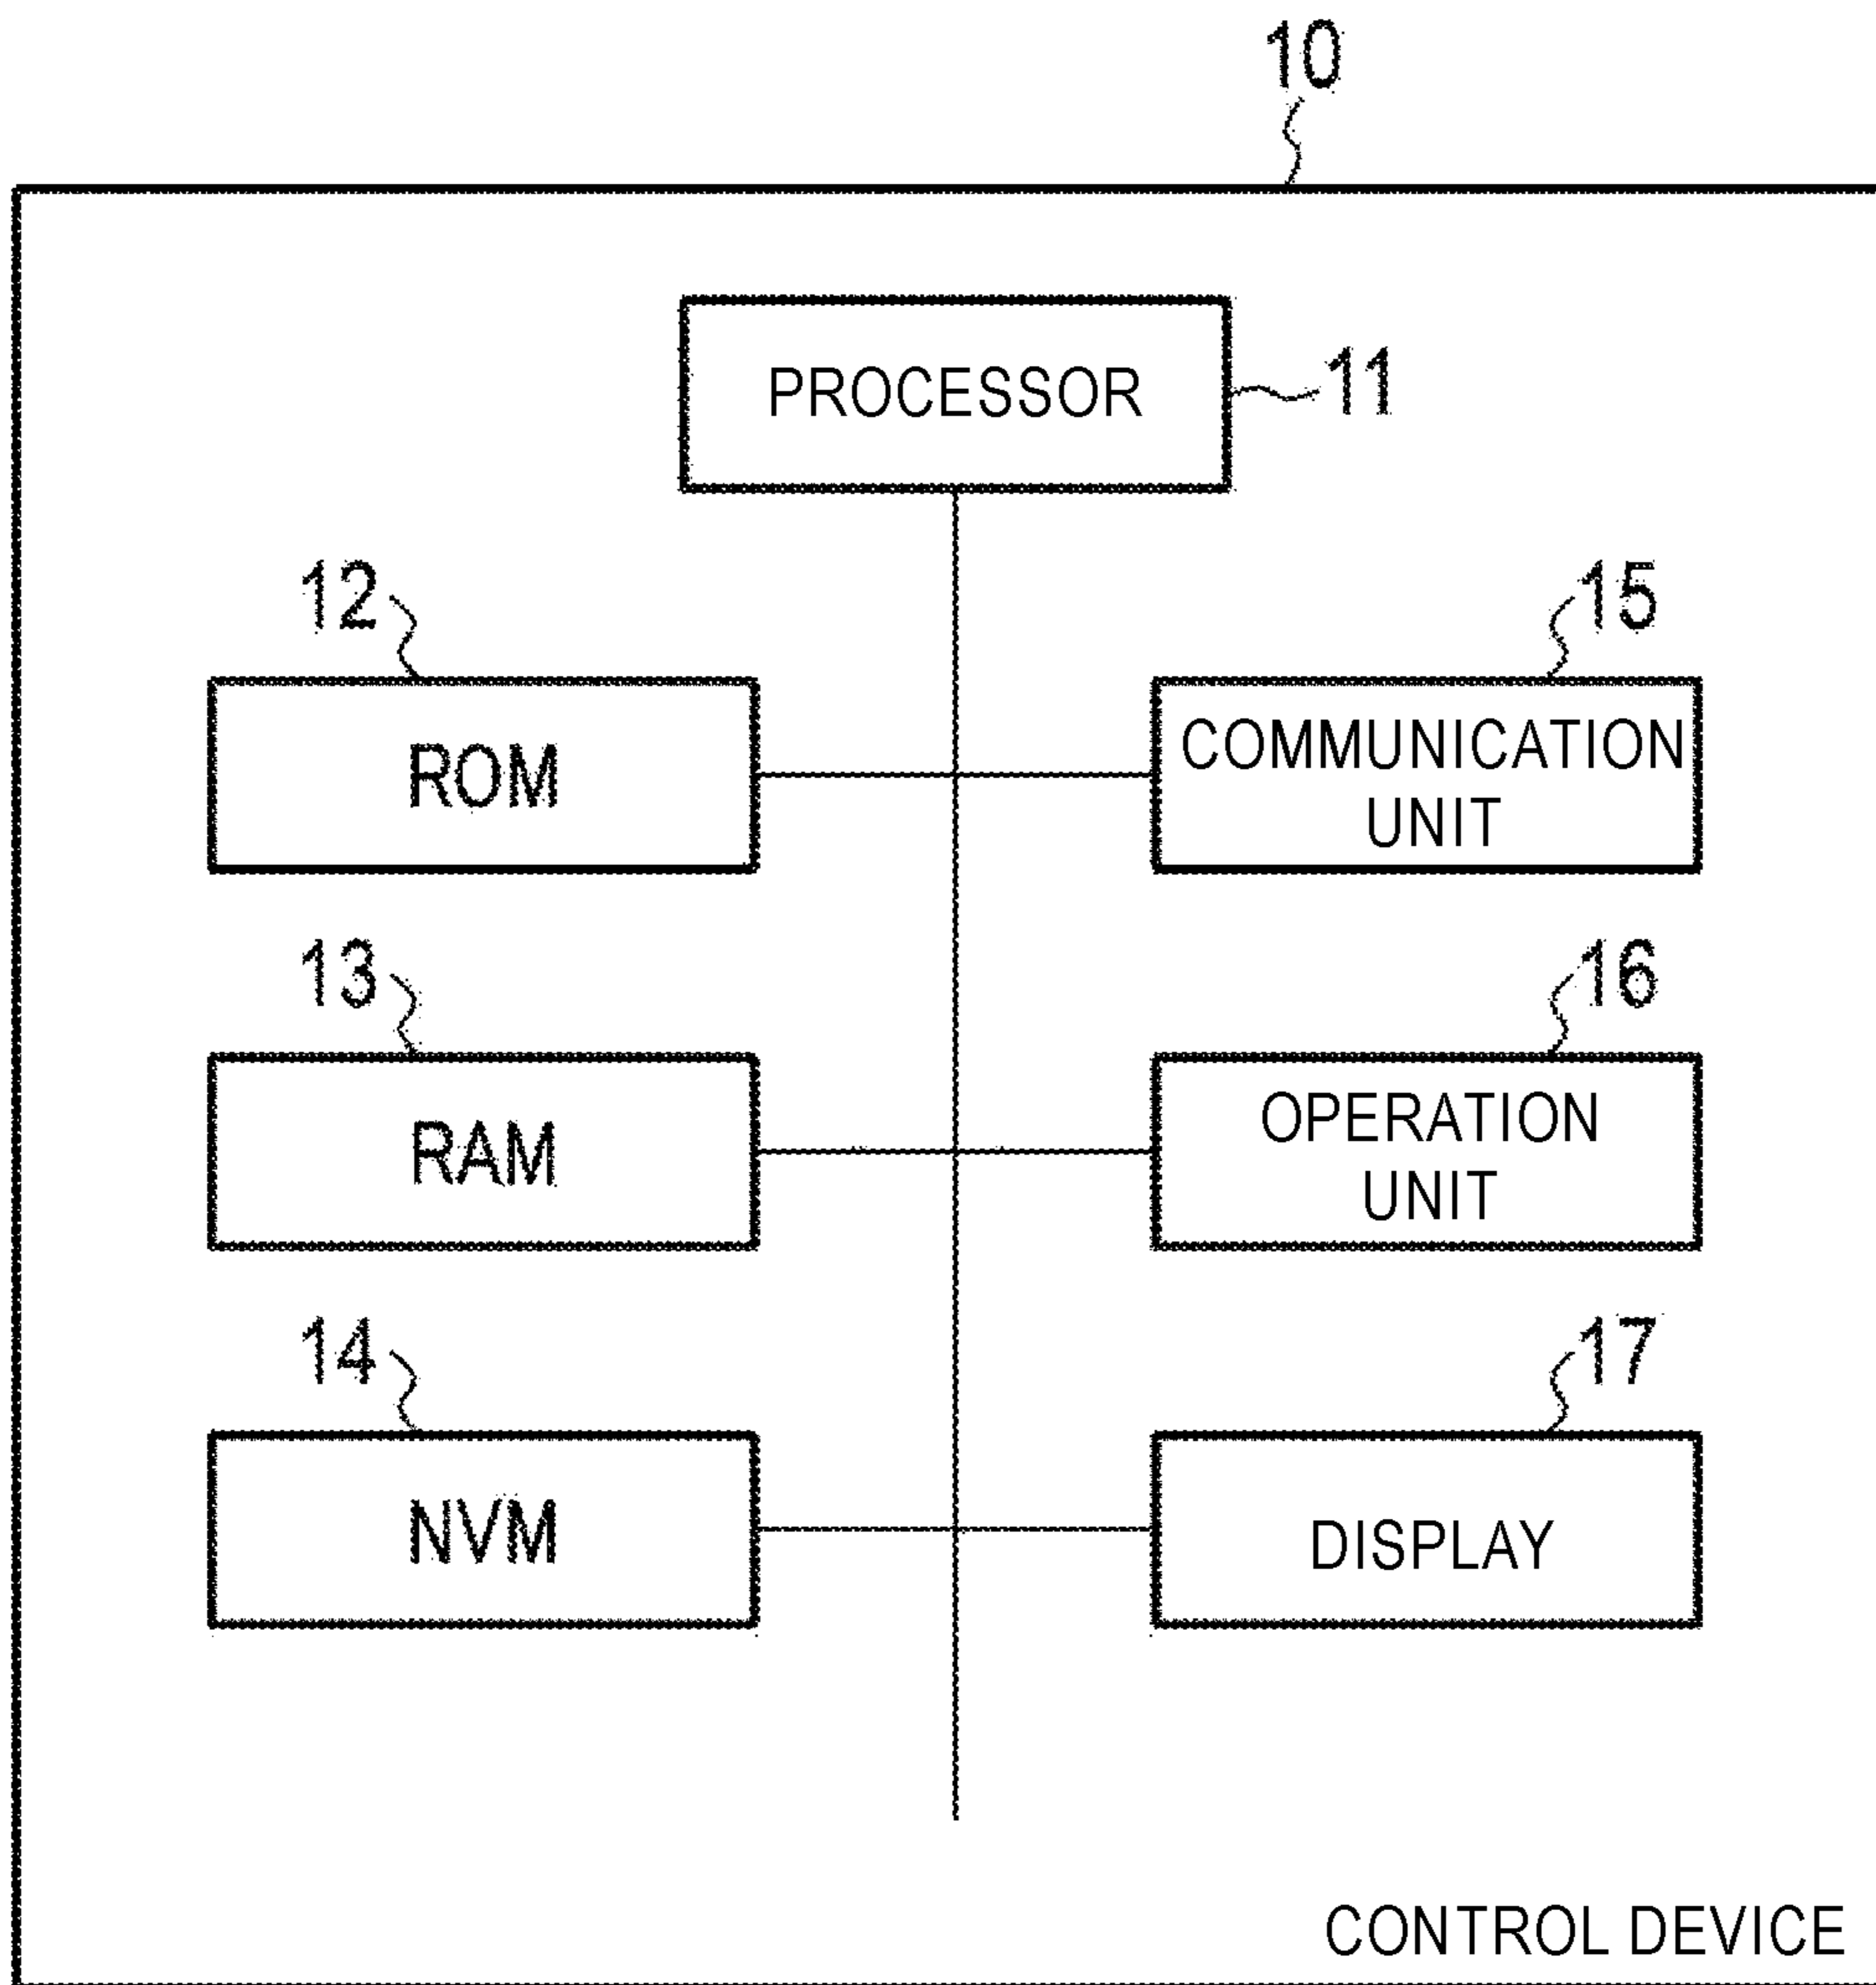 10
PROCESSOR
11
12
15
ROM
COMMUNICATION
UNIT
13
16
RAM
OPERATION
UNIT
14
17
NVM
DISPLAY
CONTROL DEVICE